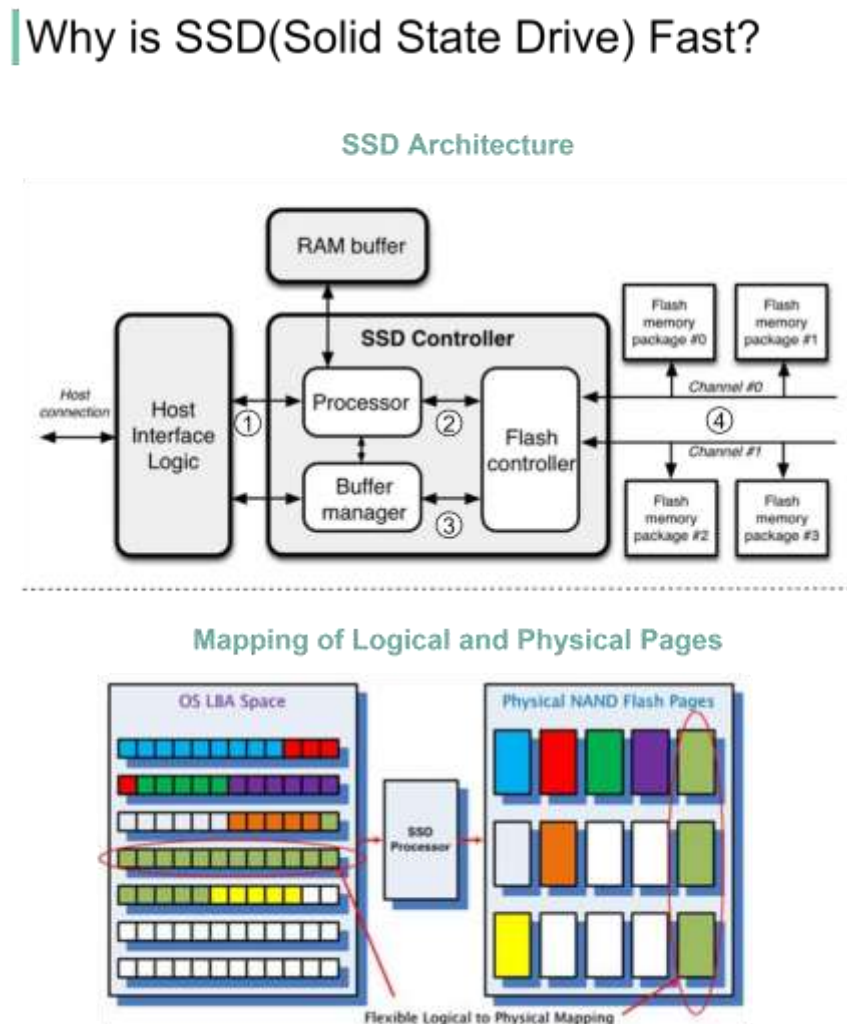 Why is SSD(Solid State Drive) Fast?
SSD Architecture
RAM buffer
SSD Controller
Host
connection
Host
Interface
Logic
①
Processor
②
Flash
controller
Buffer
manager
③
Flash
memory
package #0
Flash
memory
package #1
Channel #0
④
Channel #1
Flash
memory
package #2
Flash
memory
package #3
Mapping of Logical and Physical Pages
OS LBA Space
SSD
Processor
Physical NAND Flash Pages
Flexible Logical to Physical Mapping